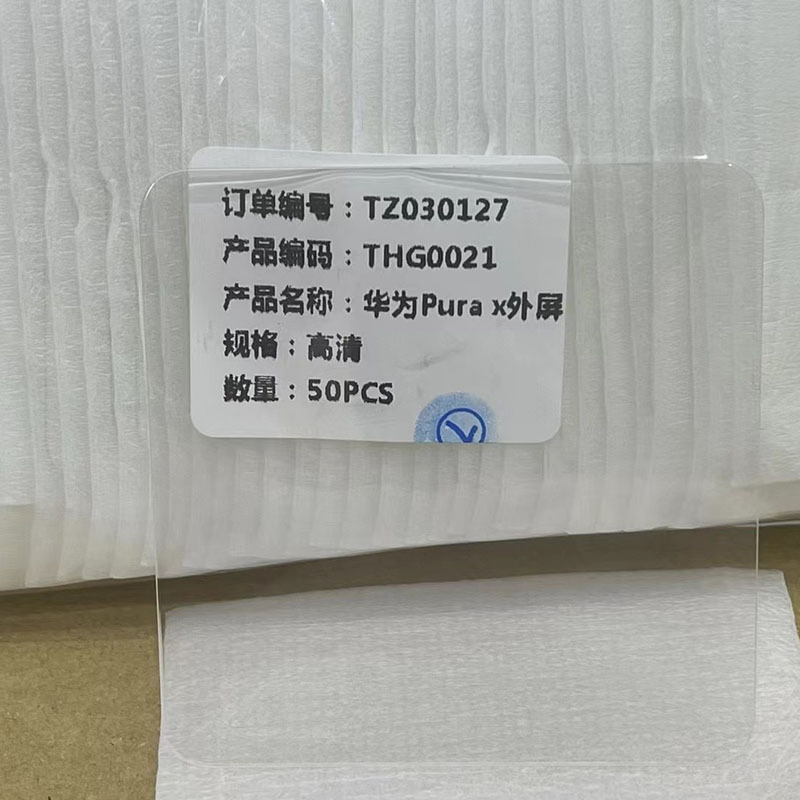 订单编号：TZ030127
产品编码：THG0021
产品名称：华为Pura x外屏
规格：高清
数量：50PCS